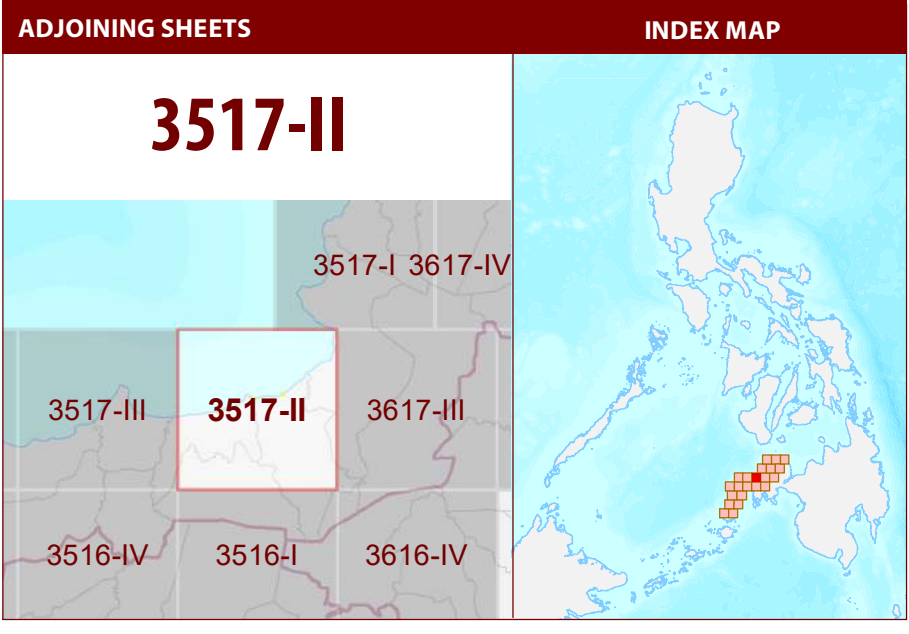 ADJOINING SHEETS
INDEX MAP
3517-II
3517-I 3617-IV
3517-III 3517-II 3617-III
3516-IV 3516-I 3616-IV